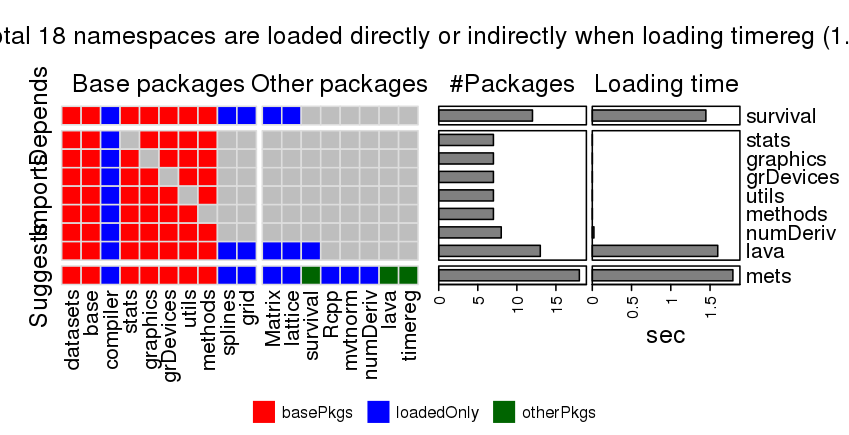 otal 18 namespaces are loaded directly or indirectly when loading timereg (1.
Base packages Other packages #Packages Loading time
Depends
Imports
Suggests
survival
stats
graphics
grDevices
utils
methods
numDeriv
lava
mets
datasets
base
compiler
stats
graphics
grDevices
utils
methods
splines
grid
Matrix
lattice
survival
Rcpp
mvtnorm
numDeriv
lava
timereg
0 5 10 15
0 0.5 1 1.5
sec
basePkgs loadedOnly otherPkgs